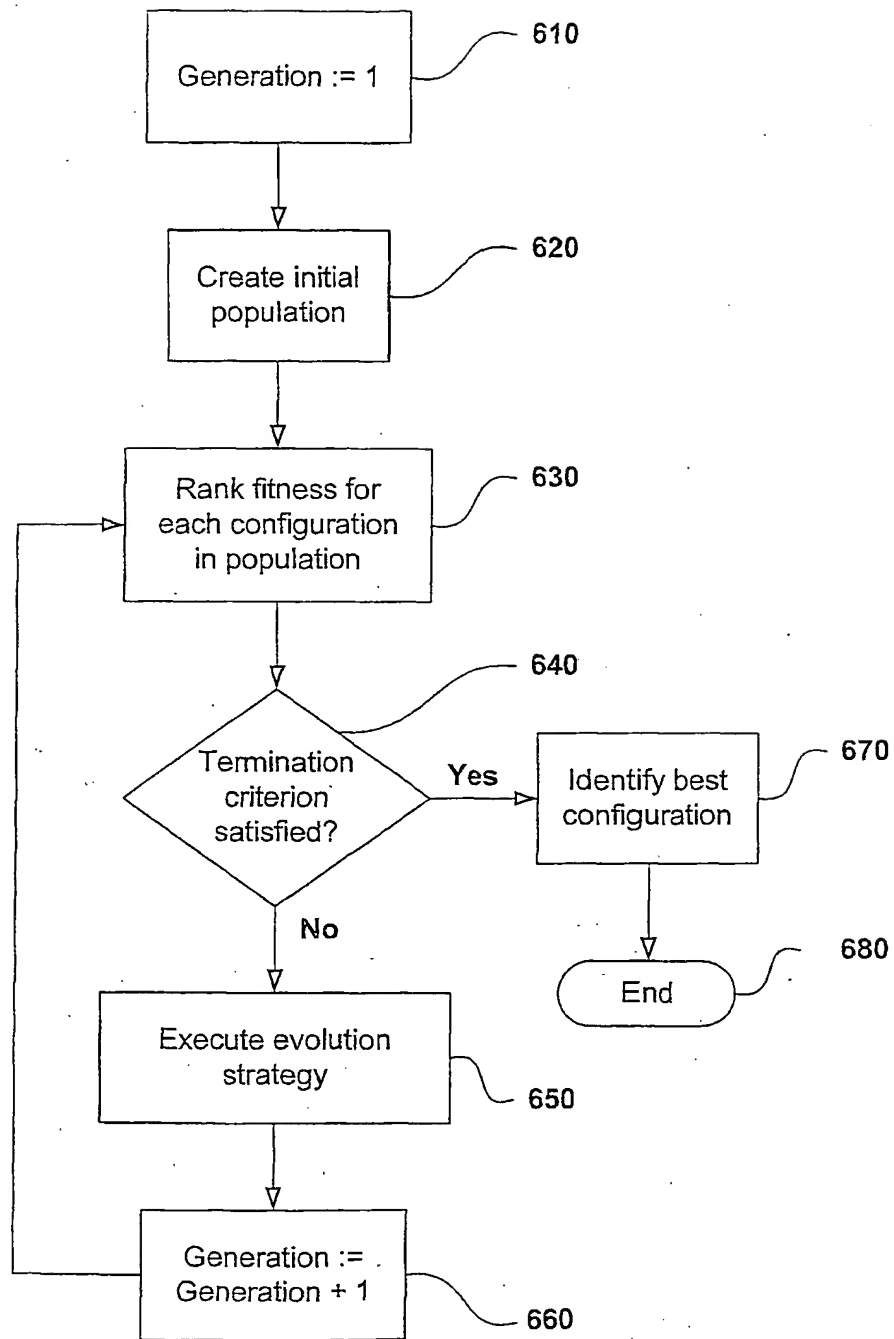 610
Generation := 1
620
Create initial
population
630
Rank fitness for
each configuration
in population
640
Termination
criterion
satisfied?
Yes
Identify best
configuration
670
No
End
680
Execute evolution
strategy
650
Generation :=
Generation + 1
660